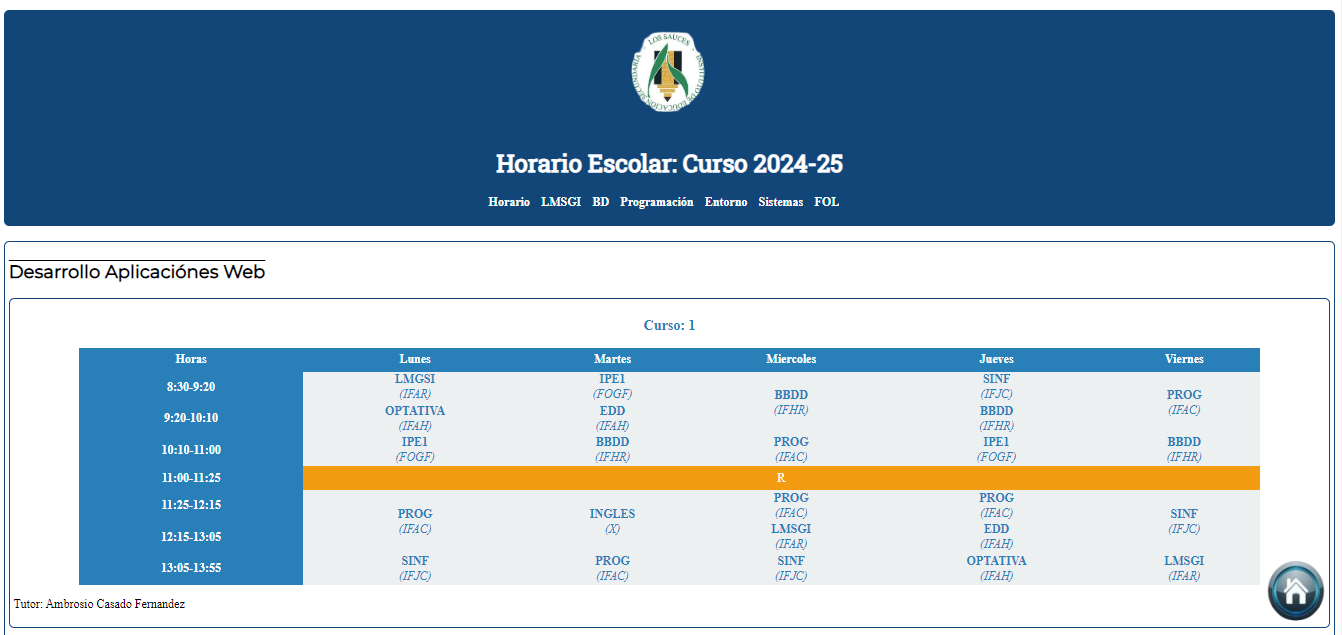 LOS SAUCES - INSTITUTO DE EDUCACIÓN SECUNDARIA -
Horario Escolar: Curso 2024-25
Horario LMSGI BD Programación Entorno Sistemas FOL
Desarrollo Aplicaciónes Web
Curso: 1
Horas Lunes Martes Miercoles Jueves Viernes
8:30-9:20 LMGSI IPE1 SINF
(IFAR) (FOGF) (IFJC)
BBDD PROG
9:20-10:10 OPTATIVA EDD (IFHR) BBDD (IFAC)
(IFAH) (IFAH) (IFHR)
10:10-11:00 IPE1 BBDD PROG IPE1 BBDD
(FOGF) (IFHR) (IFAC) (FOGF) (IFHR)
11:00-11:25 R
11:25-12:15 PROG PROG
(IFAC) (IFAC)
PROG INGLES SINF
12:15-13:05 (IFAC) (X) LMSGI EDD (IFJC)
(IFAR) (IFAH)
13:05-13:55 SINF PROG SINF OPTATIVA LMSGI
(IFJC) (IFAC) (IFJC) (IFAH) (IFAR)
Tutor: Ambrosio Casado Fernandez